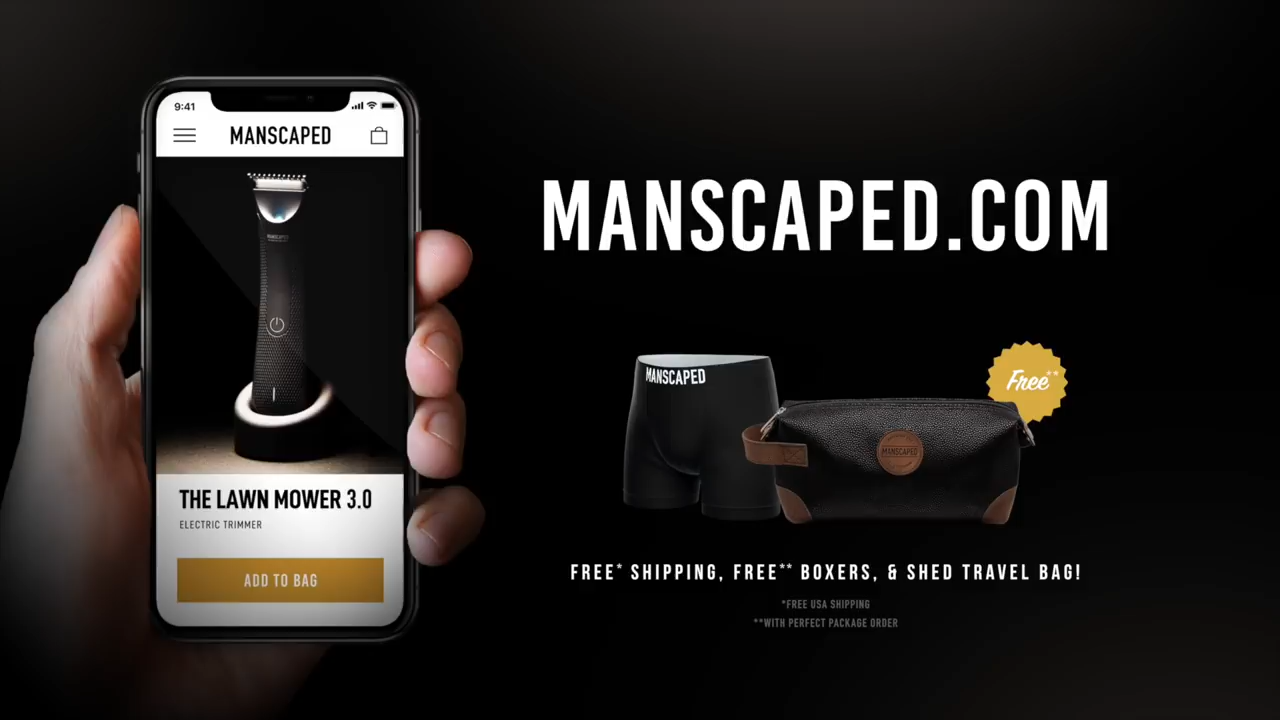 9:41
MANSCAPED
THE LAWN MOWER 3.0
ELECTRIC TRIMMER
ADD TO BAG
MANSCAPED.COM
MANSCAPED
Free**
MANSCAPED
FREE* SHIPPING, FREE** BOXERS, & SHED TRAVEL BAG!
*FREE USA SHIPPING
**WITH PERFECT PACKAGE ORDER